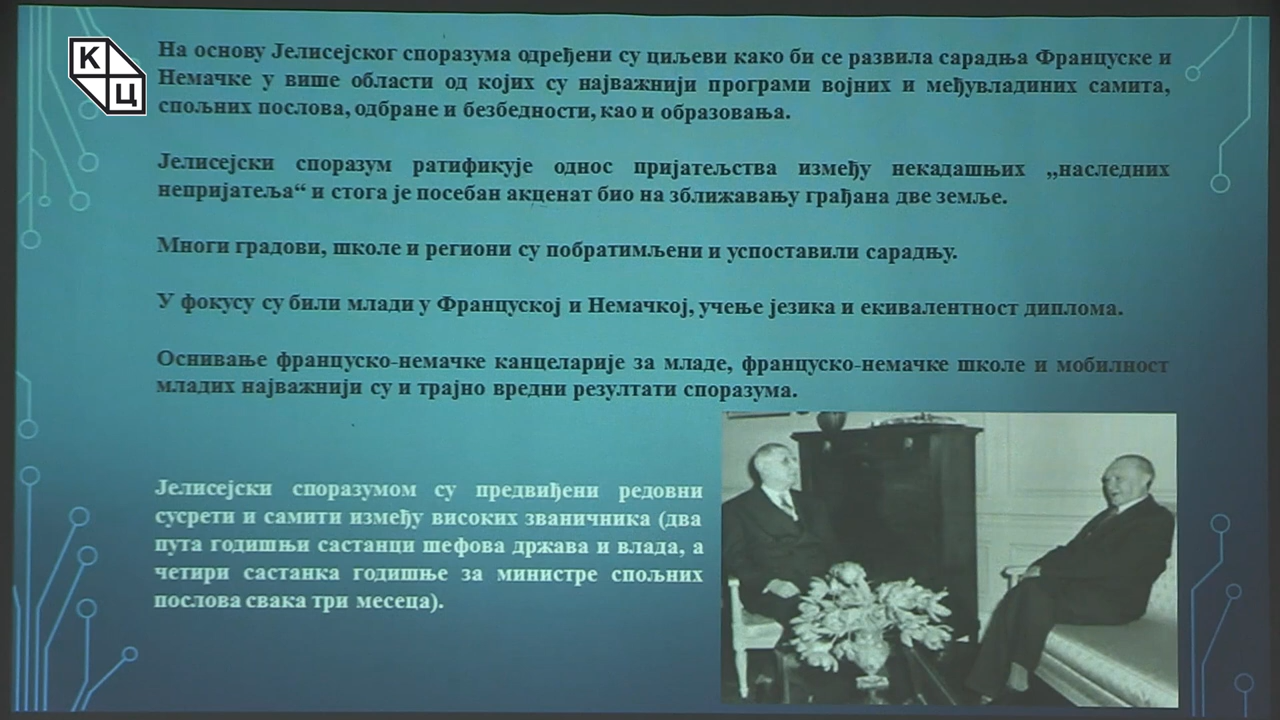 КЦ
На основу Јелисејског споразума одређени су циљеви како би се развила сарадња Француске и
Немачке у више области од којих су најважнији програми војних и међувладиних самита,
спољних послова, одбране и безбедности, као и образовања.
Јелисејски споразум ратификује однос пријатељства између некадашњих „наследних
непријатеља“ и стога је посебан акценат био на зближавању грађана две земље.
Многи градови, школе и региони су побратимљени и успоставили сарадњу.
У фокусу су били млади у Француској и Немачкој, учење језика и екивалентност диплома.
Оснивање француско-немачке канцеларије за младе, француско-немачке школе и мобилност
младих најважнији су и трајно вредни резултати споразума.
Јелисејски споразумом су предвиђени редовни
сусрети и самити између високих званичника (два
пута годишњи састанци шефова држава и влада, а
четири састанка годишње за министре спољних
послова свака три месеца).